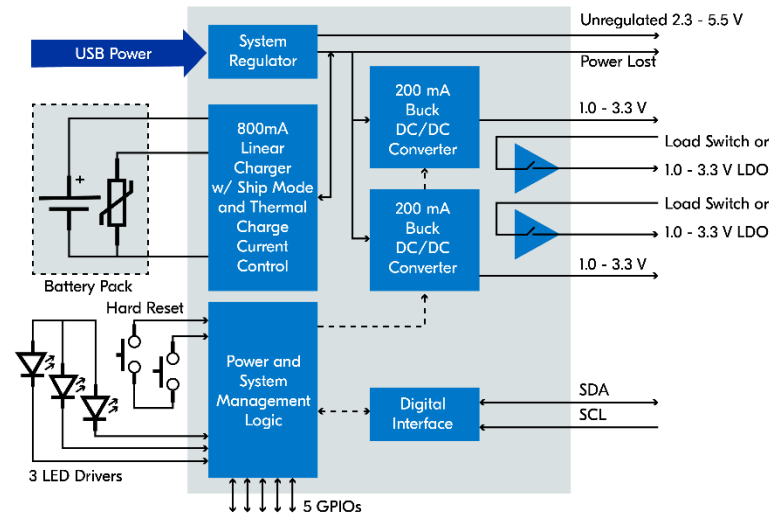 Unregulated 2.3 - 5.5 V
USB Power
System
Regulator
Power Lost
200 mA
Buck
DC/DC
Converter
1.0 - 3.3 V
800mA
Linear
Charger
w/ Ship Mode
and Thermal
Charge
Current
Control
Load Switch or
1.0 - 3.3 V LDO
+
200 mA
Buck
DC/DC
Converter
Load Switch or
1.0 - 3.3 V LDO
1.0 - 3.3 V
Battery Pack
Hard Reset
Power and
System
Management
Logic
Digital
Interface
SDA
SCL
3 LED Drivers
5 GPIOs